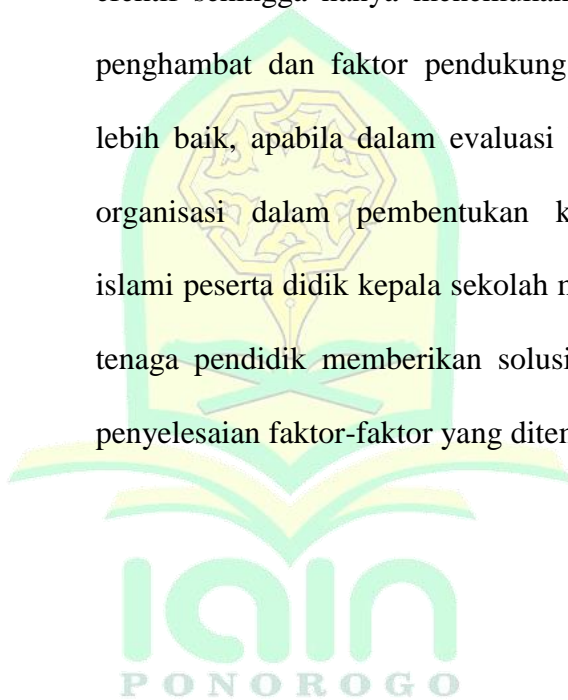 penghambat dan faktor pendukung
lebih baik, apabila dalam evaluasi
organisasi dalam pembentukan k
islami peserta didik kepala sekolah
tenaga pendidik memberikan solusi
penyelesaian faktor-faktor yang
iain
PONOROGO